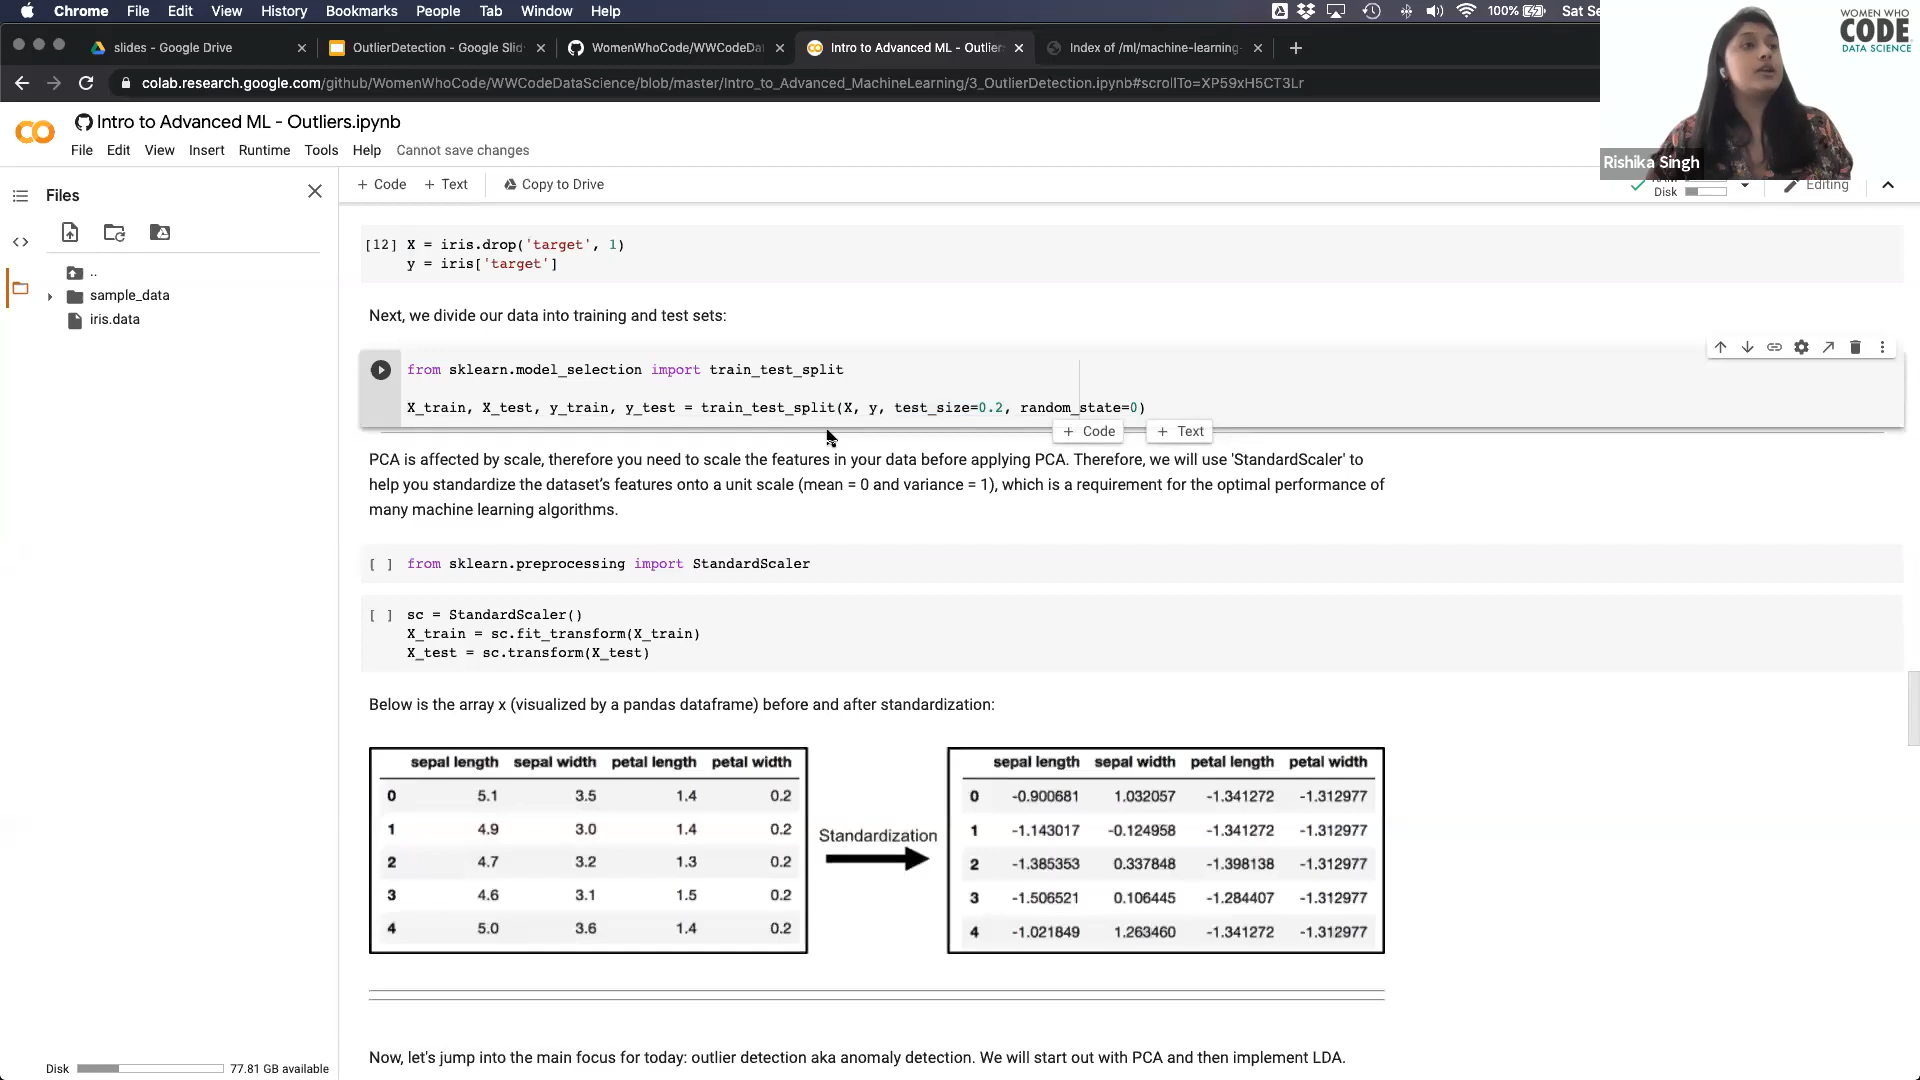 Chrome File Edit View History Bookmarks People Tab Window Help
100%
Sat Se
slides - Google Drive
OutlierDetection - Google Slid
WomenWhoCode/WWCodeDat
Intro to Advanced ML - Outlier
Index of /ml/machine-learning-
colab.research.google.com/github/WomenWhoCode/WWCodeDataScience/blob/master/Intro_to_Advanced_MachineLearning/3_OutlierDetection.ipynb#scrollTo=XP59xH5CT3Lr
WOMEN WHO
CODE
DATA SCIENCE
Rishika Singh
CO
Intro to Advanced ML - Outliers.ipynb
File Edit View Insert Runtime Tools Help Cannot save changes
Files
+ Code + Text Copy to Drive
Disk
Editing
..
sample_data
iris.data
[12] X = iris.drop('target', 1)
y = iris['target']
Next, we divide our data into training and test sets:
from sklearn.model_selection import train_test_split
X_train, X_test, y_train, y_test = train_test_split(X, y, test_size=0.2, random_state=0)
+ Code + Text
PCA is affected by scale, therefore you need to scale the features in your data before applying PCA. Therefore, we will use 'StandardScaler' to
help you standardize the dataset's features onto a unit scale (mean = 0 and variance = 1), which is a requirement for the optimal performance of
many machine learning algorithms.
[ ] from sklearn.preprocessing import StandardScaler
[ ] sc = StandardScaler()
X_train = sc.fit_transform(X_train)
X_test = sc.transform(X_test)
Below is the array x (visualized by a pandas dataframe) before and after standardization:
sepal length sepal width petal length petal width
0 5.1 3.5 1.4 0.2
1 4.9 3.0 1.4 0.2
2 4.7 3.2 1.3 0.2
3 4.6 3.1 1.5 0.2
4 5.0 3.6 1.4 0.2
Standardization
sepal length sepal width petal length petal width
0 -0.900681 1.032057 -1.341272 -1.312977
1 -1.143017 -0.124958 -1.341272 -1.312977
2 -1.385353 0.337848 -1.398138 -1.312977
3 -1.506521 0.106445 -1.284407 -1.312977
4 -1.021849 1.263460 -1.341272 -1.312977
Now, let's jump into the main focus for today: outlier detection aka anomaly detection. We will start out with PCA and then implement LDA.
Disk 77.81 GB available